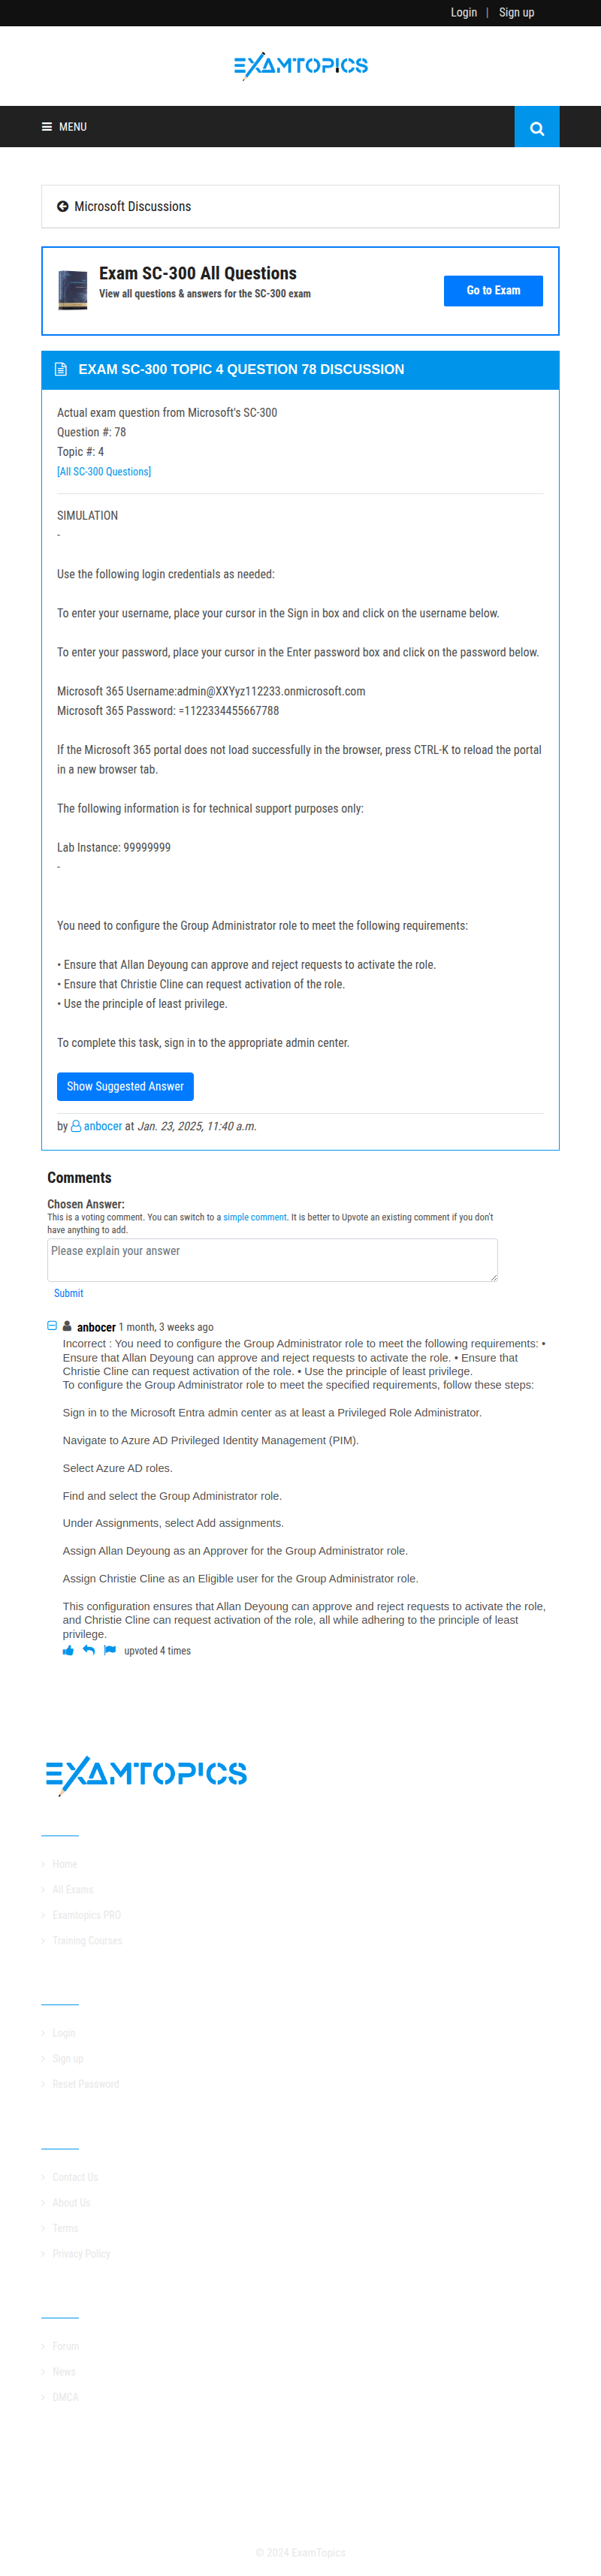 Login | Sign up
EXAMTOPICS
MENU
Microsoft Discussions
Exam SC-300 All Questions
View all questions & answers for the SC-300 exam
Go to Exam
EXAM SC-300 TOPIC 4 QUESTION 78 DISCUSSION
Actual exam question from Microsoft's SC-300
Question #: 78
Topic #: 4
[All SC-300 Questions]
SIMULATION
-
Use the following login credentials as needed:
To enter your username, place your cursor in the Sign in box and click on the username below.
To enter your password, place your cursor in the Enter password box and click on the password below.
Microsoft 365 Username:admin@XXYyz112233.onmicrosoft.com
Microsoft 365 Password: =1122334455667788
If the Microsoft 365 portal does not load successfully in the browser, press CTRL-K to reload the portal
in a new browser tab.
The following information is for technical support purposes only:
Lab Instance: 99999999
-
You need to configure the Group Administrator role to meet the following requirements:
• Ensure that Allan Deyoung can approve and reject requests to activate the role.
• Ensure that Christie Cline can request activation of the role.
• Use the principle of least privilege.
To complete this task, sign in to the appropriate admin center.
Show Suggested Answer
by anbocer at Jan. 23, 2025, 11:40 a.m.
Comments
Chosen Answer:
This is a voting comment. You can switch to a simple comment. It is better to Upvote an existing comment if you don't
have anything to add.
Please explain your answer
Submit
anbocer 1 month, 3 weeks ago
Incorrect : You need to configure the Group Administrator role to meet the following requirements: •
Ensure that Allan Deyoung can approve and reject requests to activate the role. • Ensure that
Christie Cline can request activation of the role. • Use the principle of least privilege.
To configure the Group Administrator role to meet the specified requirements, follow these steps:
Sign in to the Microsoft Entra admin center as at least a Privileged Role Administrator.
Navigate to Azure AD Privileged Identity Management (PIM).
Select Azure AD roles.
Find and select the Group Administrator role.
Under Assignments, select Add assignments.
Assign Allan Deyoung as an Approver for the Group Administrator role.
Assign Christie Cline as an Eligible user for the Group Administrator role.
This configuration ensures that Allan Deyoung can approve and reject requests to activate the role,
and Christie Cline can request activation of the role, all while adhering to the principle of least
privilege.
upvoted 4 times
EXAMTOPICS
Home
All Exams
Examtopics PRO
Training Courses
Login
Sign up
Reset Password
Contact Us
About Us
Terms
Privacy Policy
Forum
News
DMCA
© 2024 ExamTopics